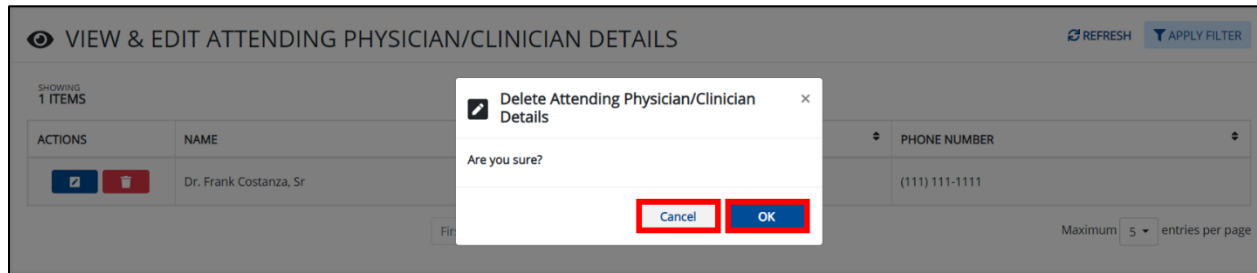 VIEW & EDIT ATTENDING PHYSICIAN/CLINICIAN DETAILS
REFRESH
APPLY FILTER
SHOWING
1 ITEMS
Delete Attending Physician/Clinician
Details
×
Are you sure?
Cancel
OK
ACTIONS
NAME
PHONE NUMBER
Dr. Frank Costanza, Sr
(111) 111-1111
Maximum 5 entries per page